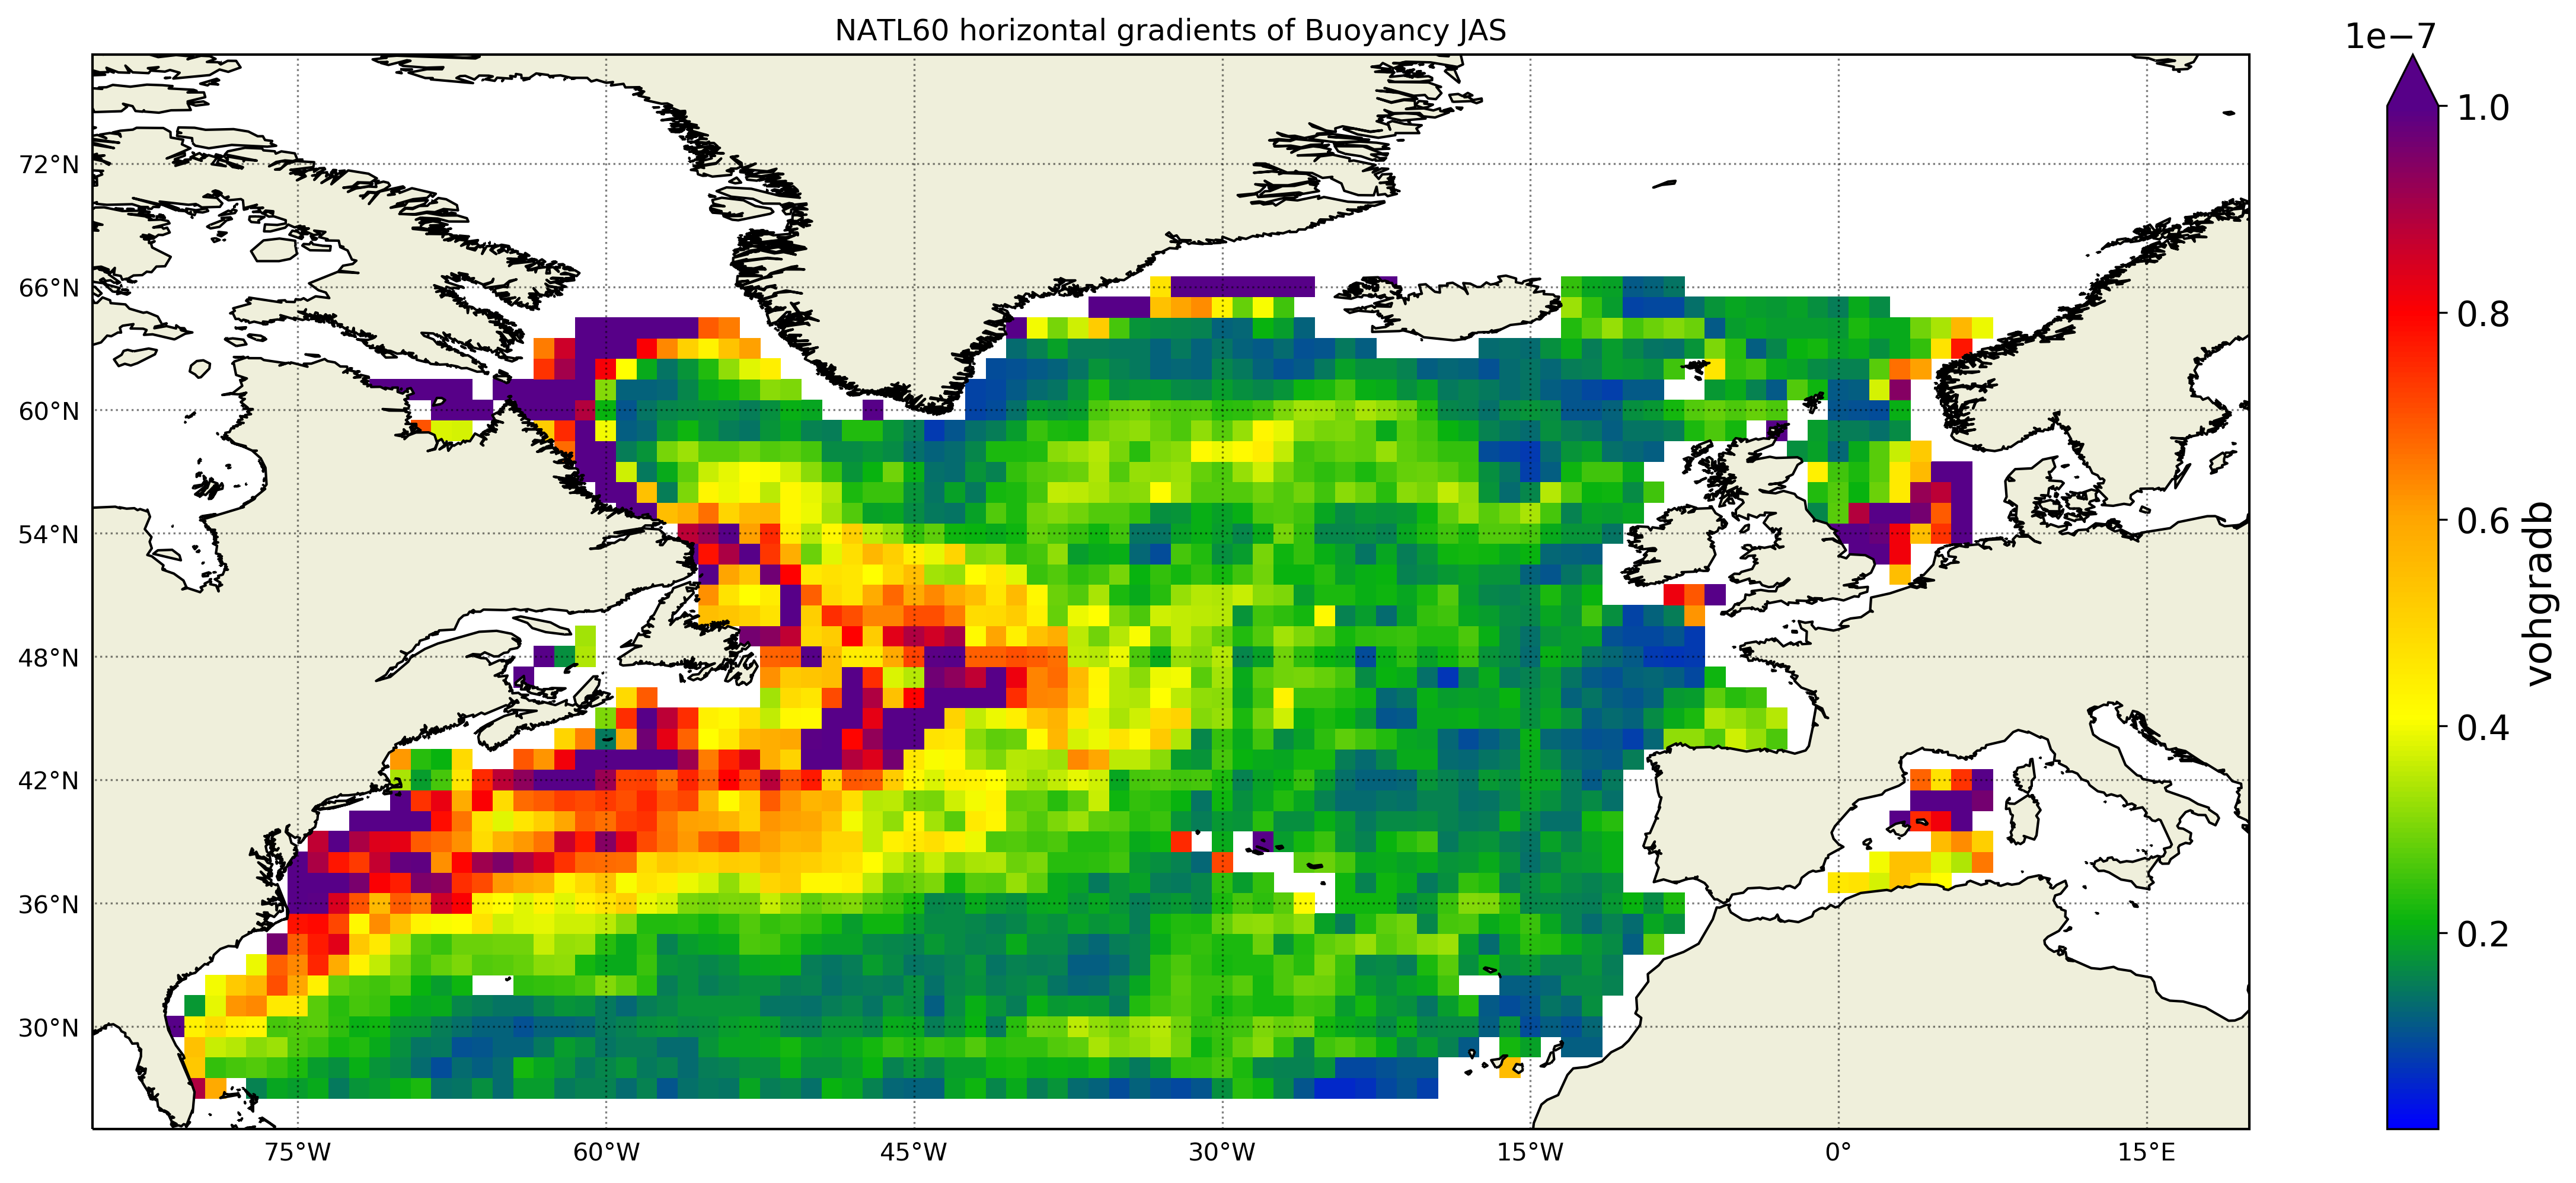 NATL60 horizontal gradients of Buoyancy JAS
1e−7
72°N
66°N
60°N
54°N
48°N
42°N
36°N
30°N
75°W
60°W
45°W
30°W
15°W
0°
15°E
1.0
0.8
0.6
0.4
0.2
vohgradb